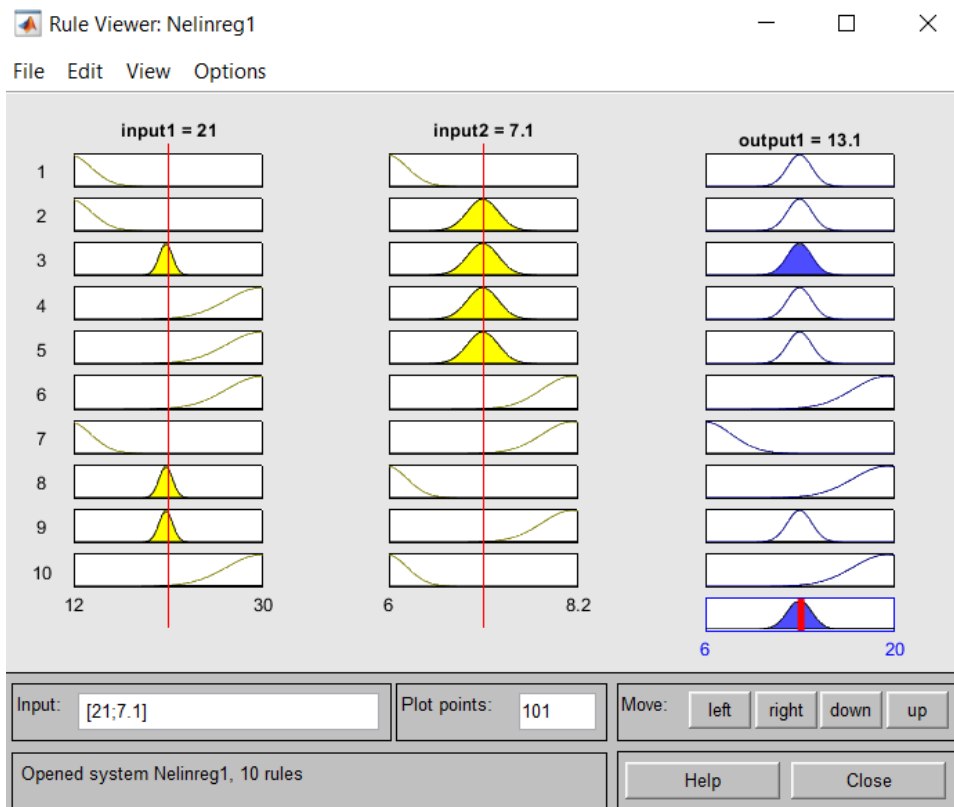 Rule Viewer: Nelinreg1
File Edit View Options
input1 = 21 input2 = 7.1 output1 = 13.1
1
2
3
4
5
6
7
8
9
10
12 30 6 8.2
6 20
Input: [21;7.1] Plot points: 101 Move: left right down up
Opened system Nelinreg1, 10 rules Help Close